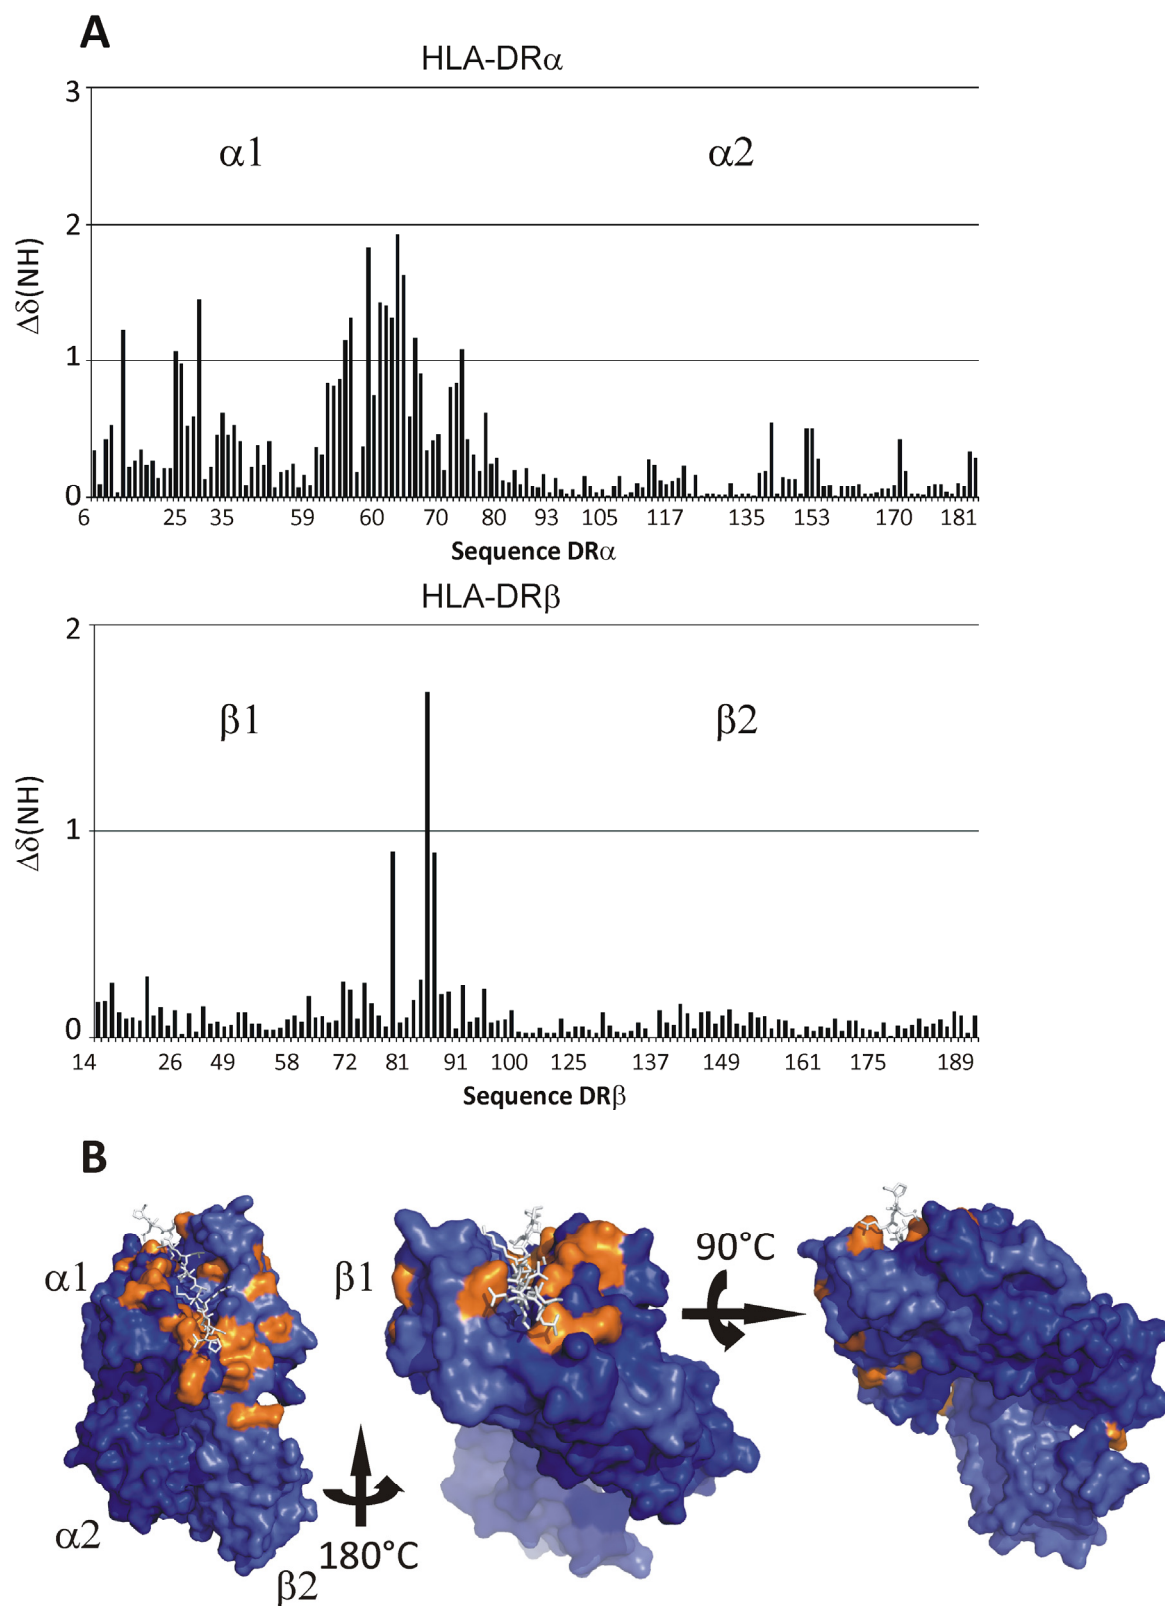 A
HLA-DRα
3
α1 α2
2
Δδ(NH)
1
0
6 25 35 59 60 70 80 93 105 117 135 153 170 181
Sequence DRα
HLA-DRβ
2
β1 β2
Δδ(NH)
1
0
14 26 49 58 72 81 91 100 125 137 149 161 175 189
Sequence DRβ
B
α1 β1 90°C
α2 180°C
β2